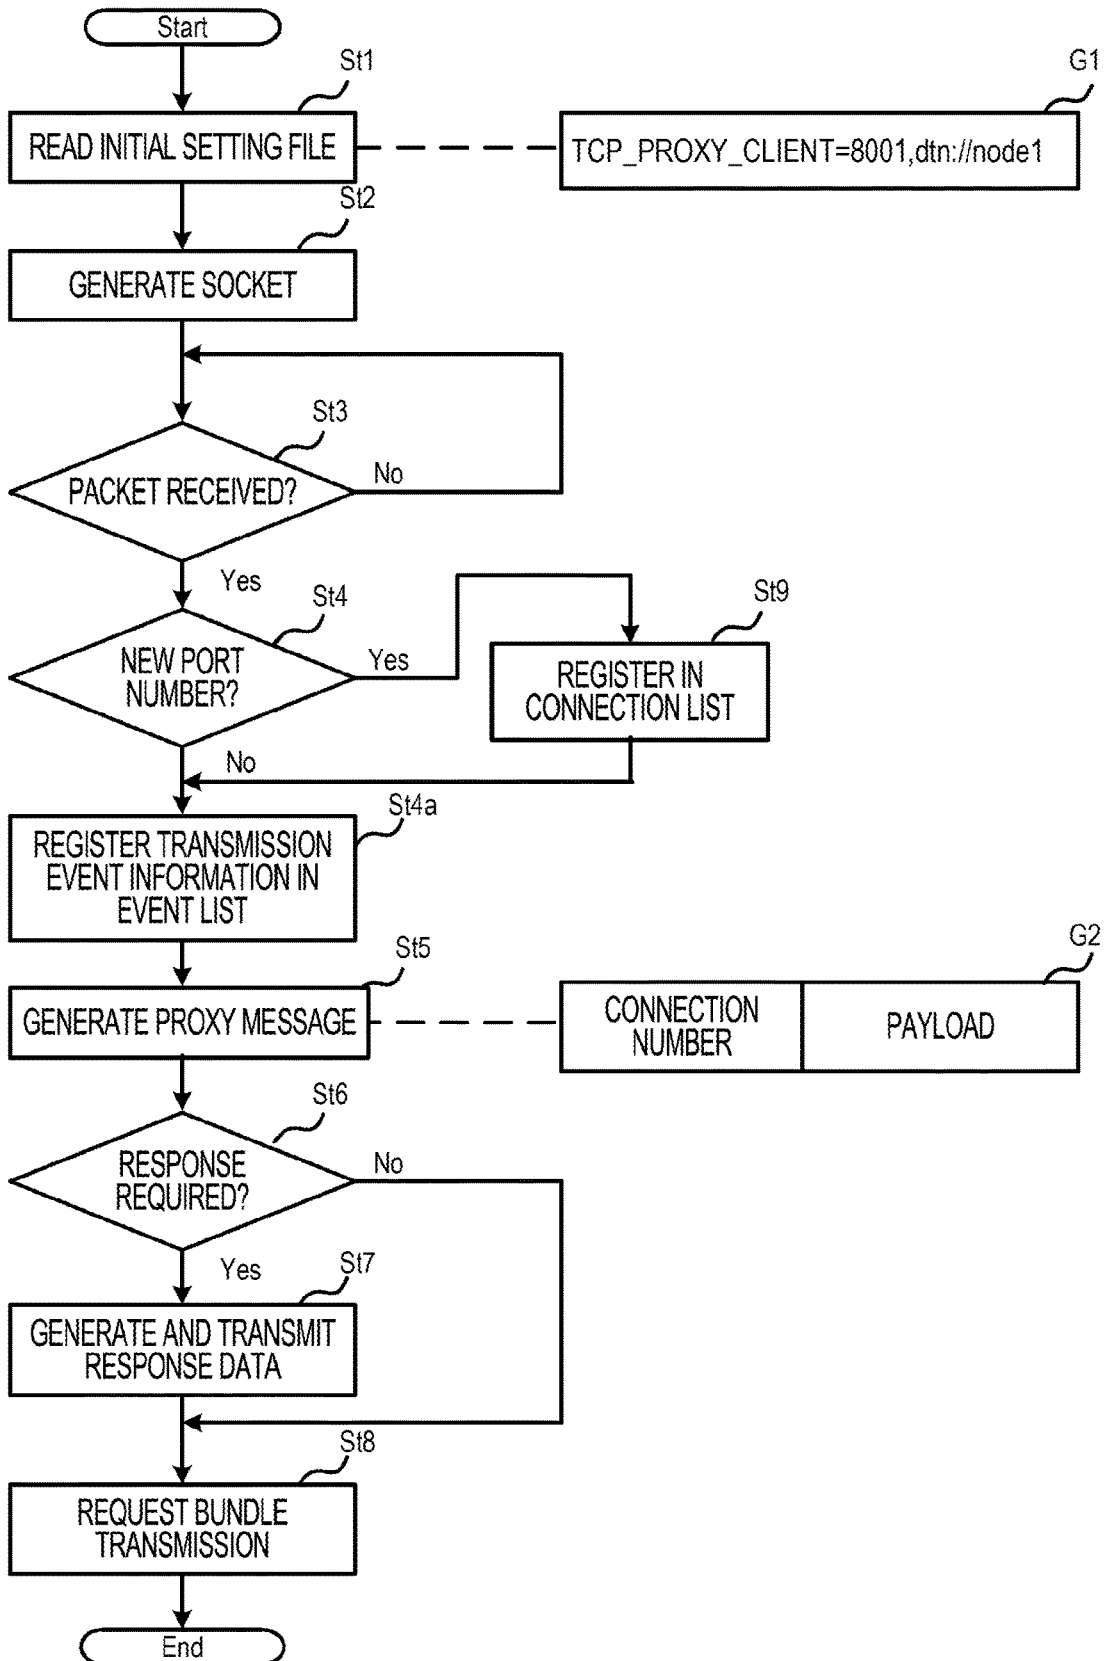 Start
St1
G1
READ INITIAL SETTING FILE
TCP_PROXY_CLIENT=8001,dtn://node1
St2
GENERATE SOCKET
St3
PACKET RECEIVED?
No
Yes
St4
St9
NEW PORT
NUMBER?
Yes
REGISTER IN
CONNECTION LIST
No
St4a
REGISTER TRANSMISSION
EVENT INFORMATION IN
EVENT LIST
St5
G2
GENERATE PROXY MESSAGE
CONNECTION
NUMBER
PAYLOAD
St6
RESPONSE
REQUIRED?
No
Yes
St7
GENERATE AND TRANSMIT
RESPONSE DATA
St8
REQUEST BUNDLE
TRANSMISSION
End